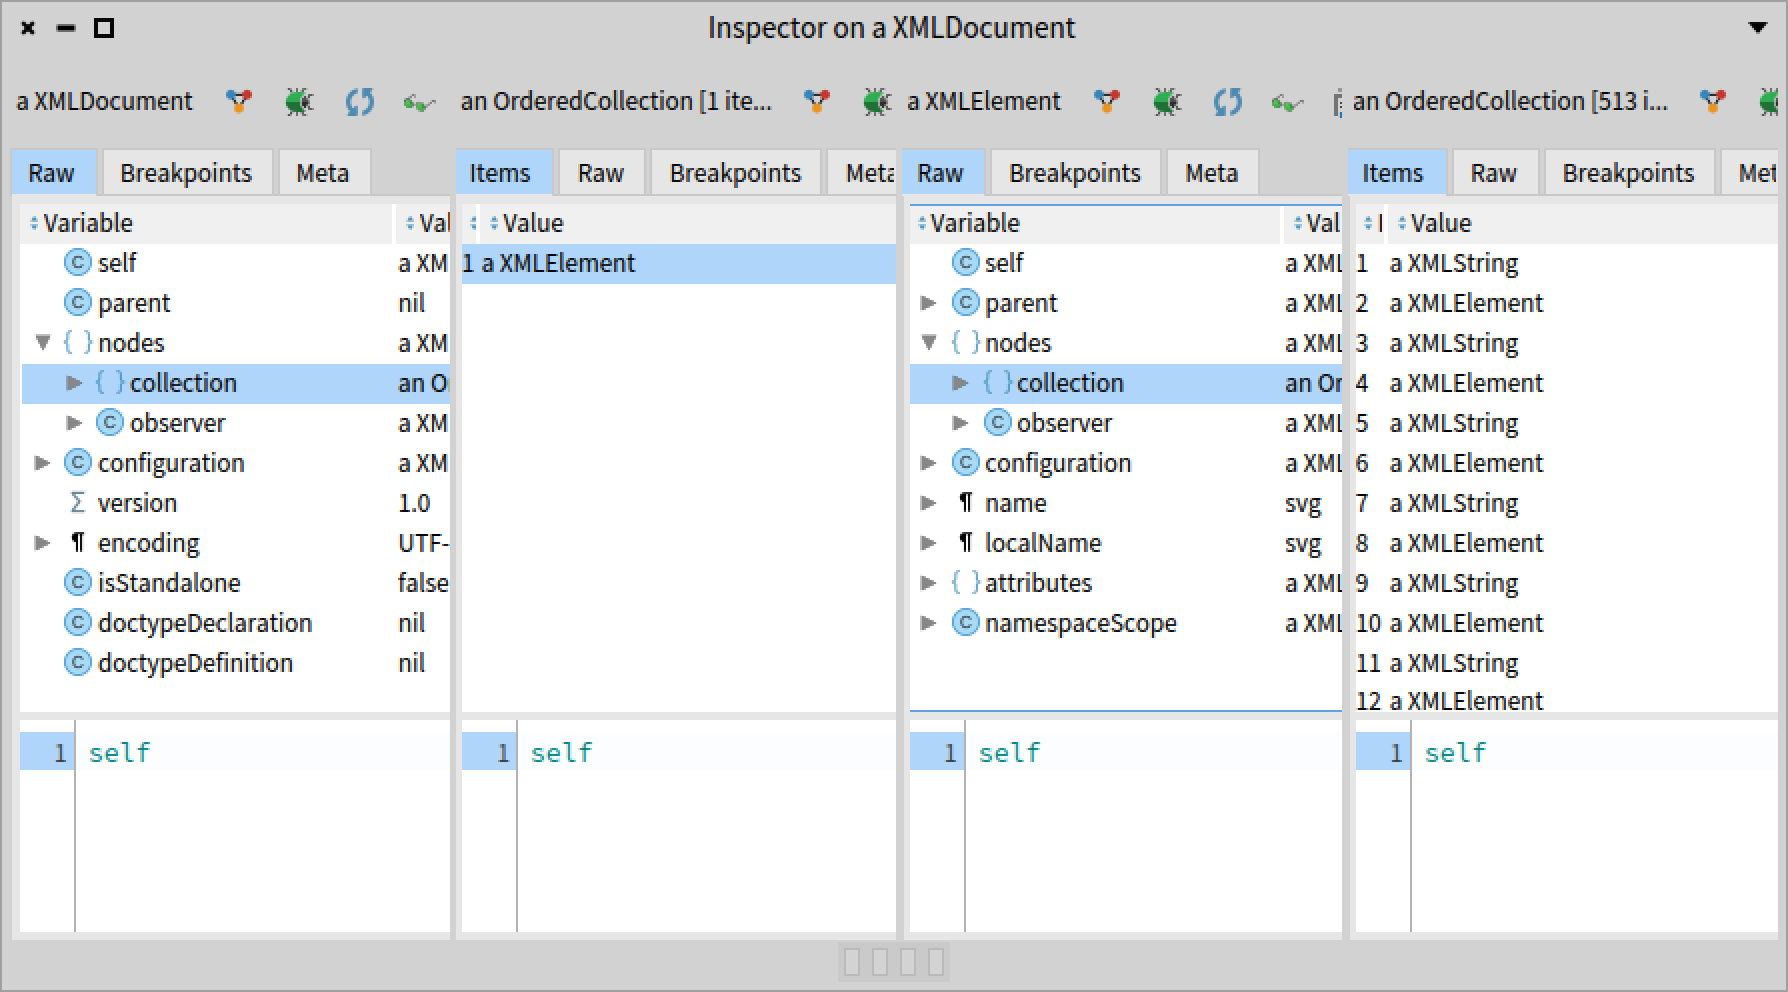 Inspector on a XMLDocument
a XMLDocument
Raw Breakpoints Meta
Variable Val
self a XM
parent nil
nodes a XM
collection an O
observer a XM
configuration a XM
version 1.0
encoding UTF-
isStandalone false
doctypeDeclaration nil
doctypeDefinition nil
1 self
an OrderedCollection [1 ite...
Items Raw Breakpoints Meta
Value
1 a XMLElement
1 self
a XMLElement
Raw Breakpoints Meta
Variable Val
self a XML
parent a XML
nodes a XML
collection an Or
observer a XML
configuration a XML
name svg
localName svg
attributes a XML
namespaceScope a XML
1 self
an OrderedCollection [513 i...
Items Raw Breakpoints Met
I Value
1 a XMLString
2 a XMLElement
3 a XMLString
4 a XMLElement
5 a XMLString
6 a XMLElement
7 a XMLString
8 a XMLElement
9 a XMLString
10 a XMLElement
11 a XMLString
12 a XMLElement
1 self